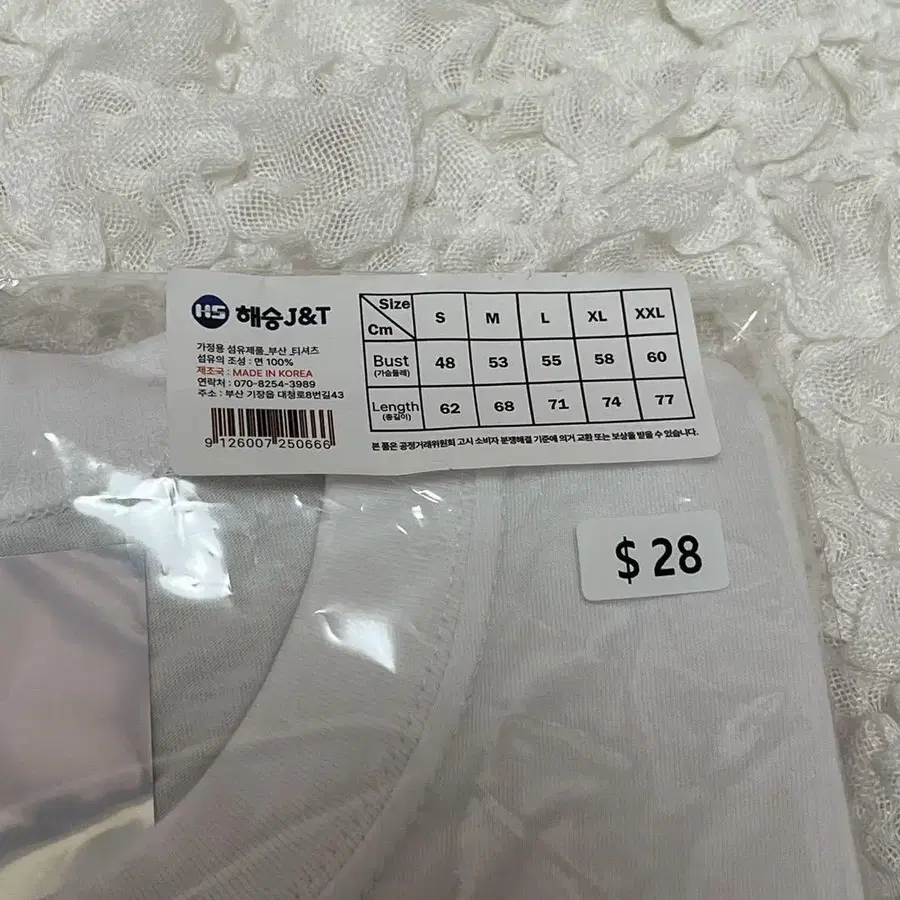 HS 해승J&T
가정용 섬유제품_부산 _티셔츠
섬유의 조성 : 면 100%
제조국 : MADE IN KOREA
연락처 : 070-8254-3989
주소 : 부산 기장읍 대청로8번길43
9 126007 250666
Size
Cm S M L XL XXL
Bust 48 53 55 58 60
(가슴둘레)
Length 62 68 71 74 77
(총길이)
본 품은 공정거래위원회 고시 소비자 분쟁해결 기준에 의거 교환 또는 보상을 받을 수 있습니다.
$ 28